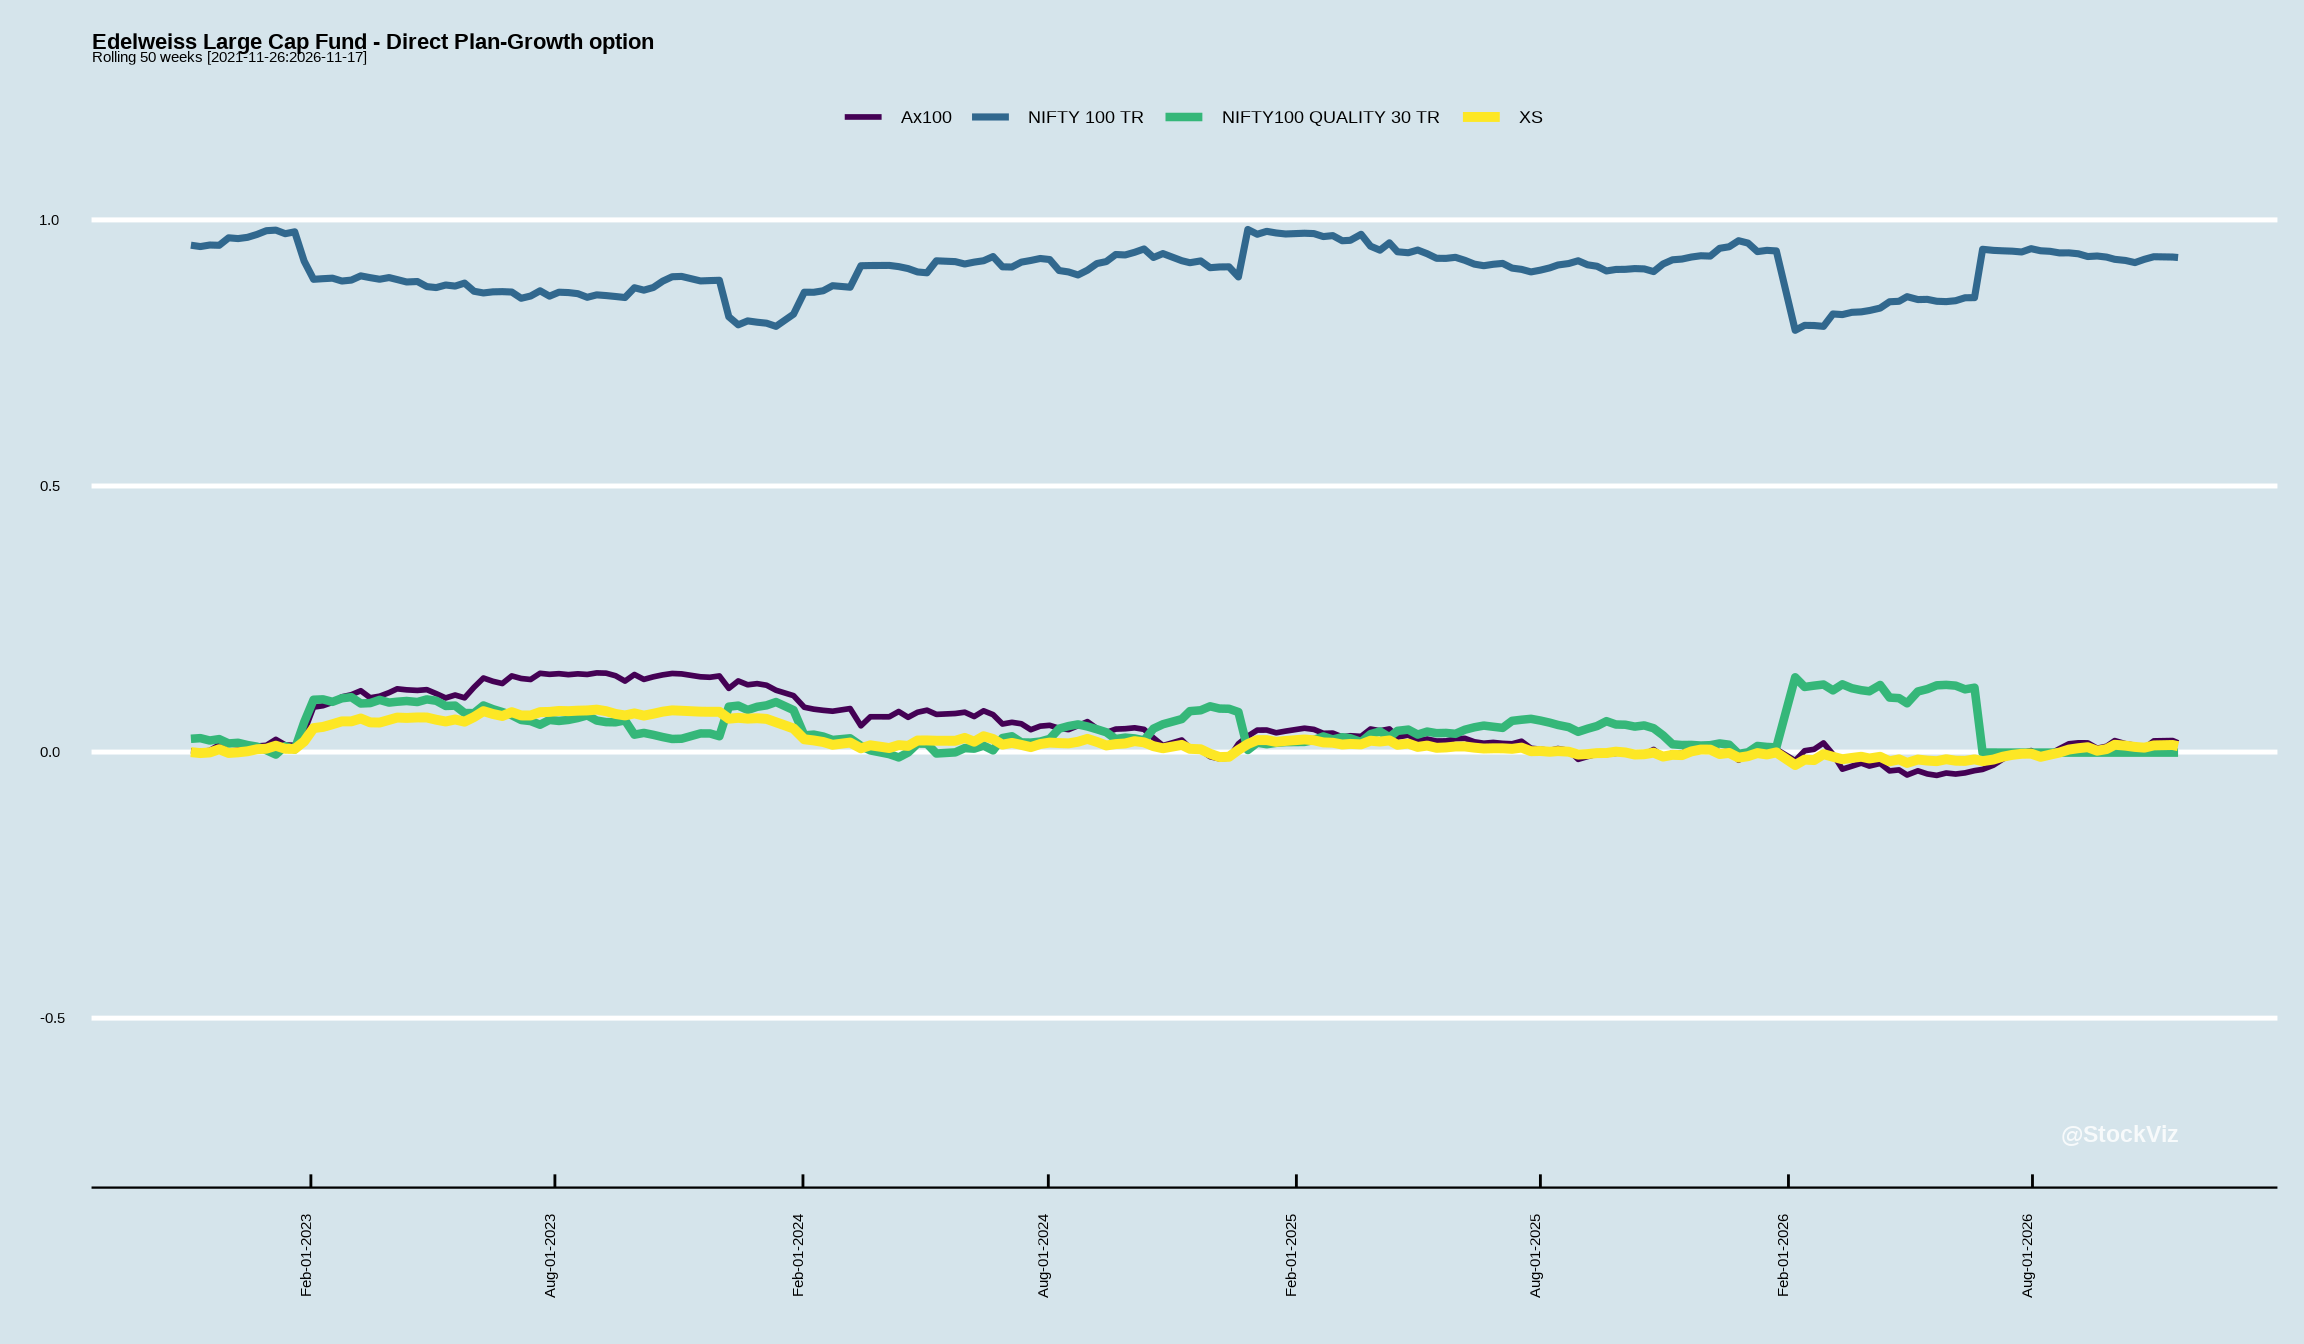 Edelweiss Large Cap Fund - Direct Plan-Growth option
Rolling 50 weeks [2021-11-26:2026-11-17]
Ax100 NIFTY 100 TR NIFTY100 QUALITY 30 TR XS
1.0
0.5
0.0
-0.5
@StockViz
Feb-01-2023 Aug-01-2023 Feb-01-2024 Aug-01-2024 Feb-01-2025 Aug-01-2025 Feb-01-2026 Aug-01-2026